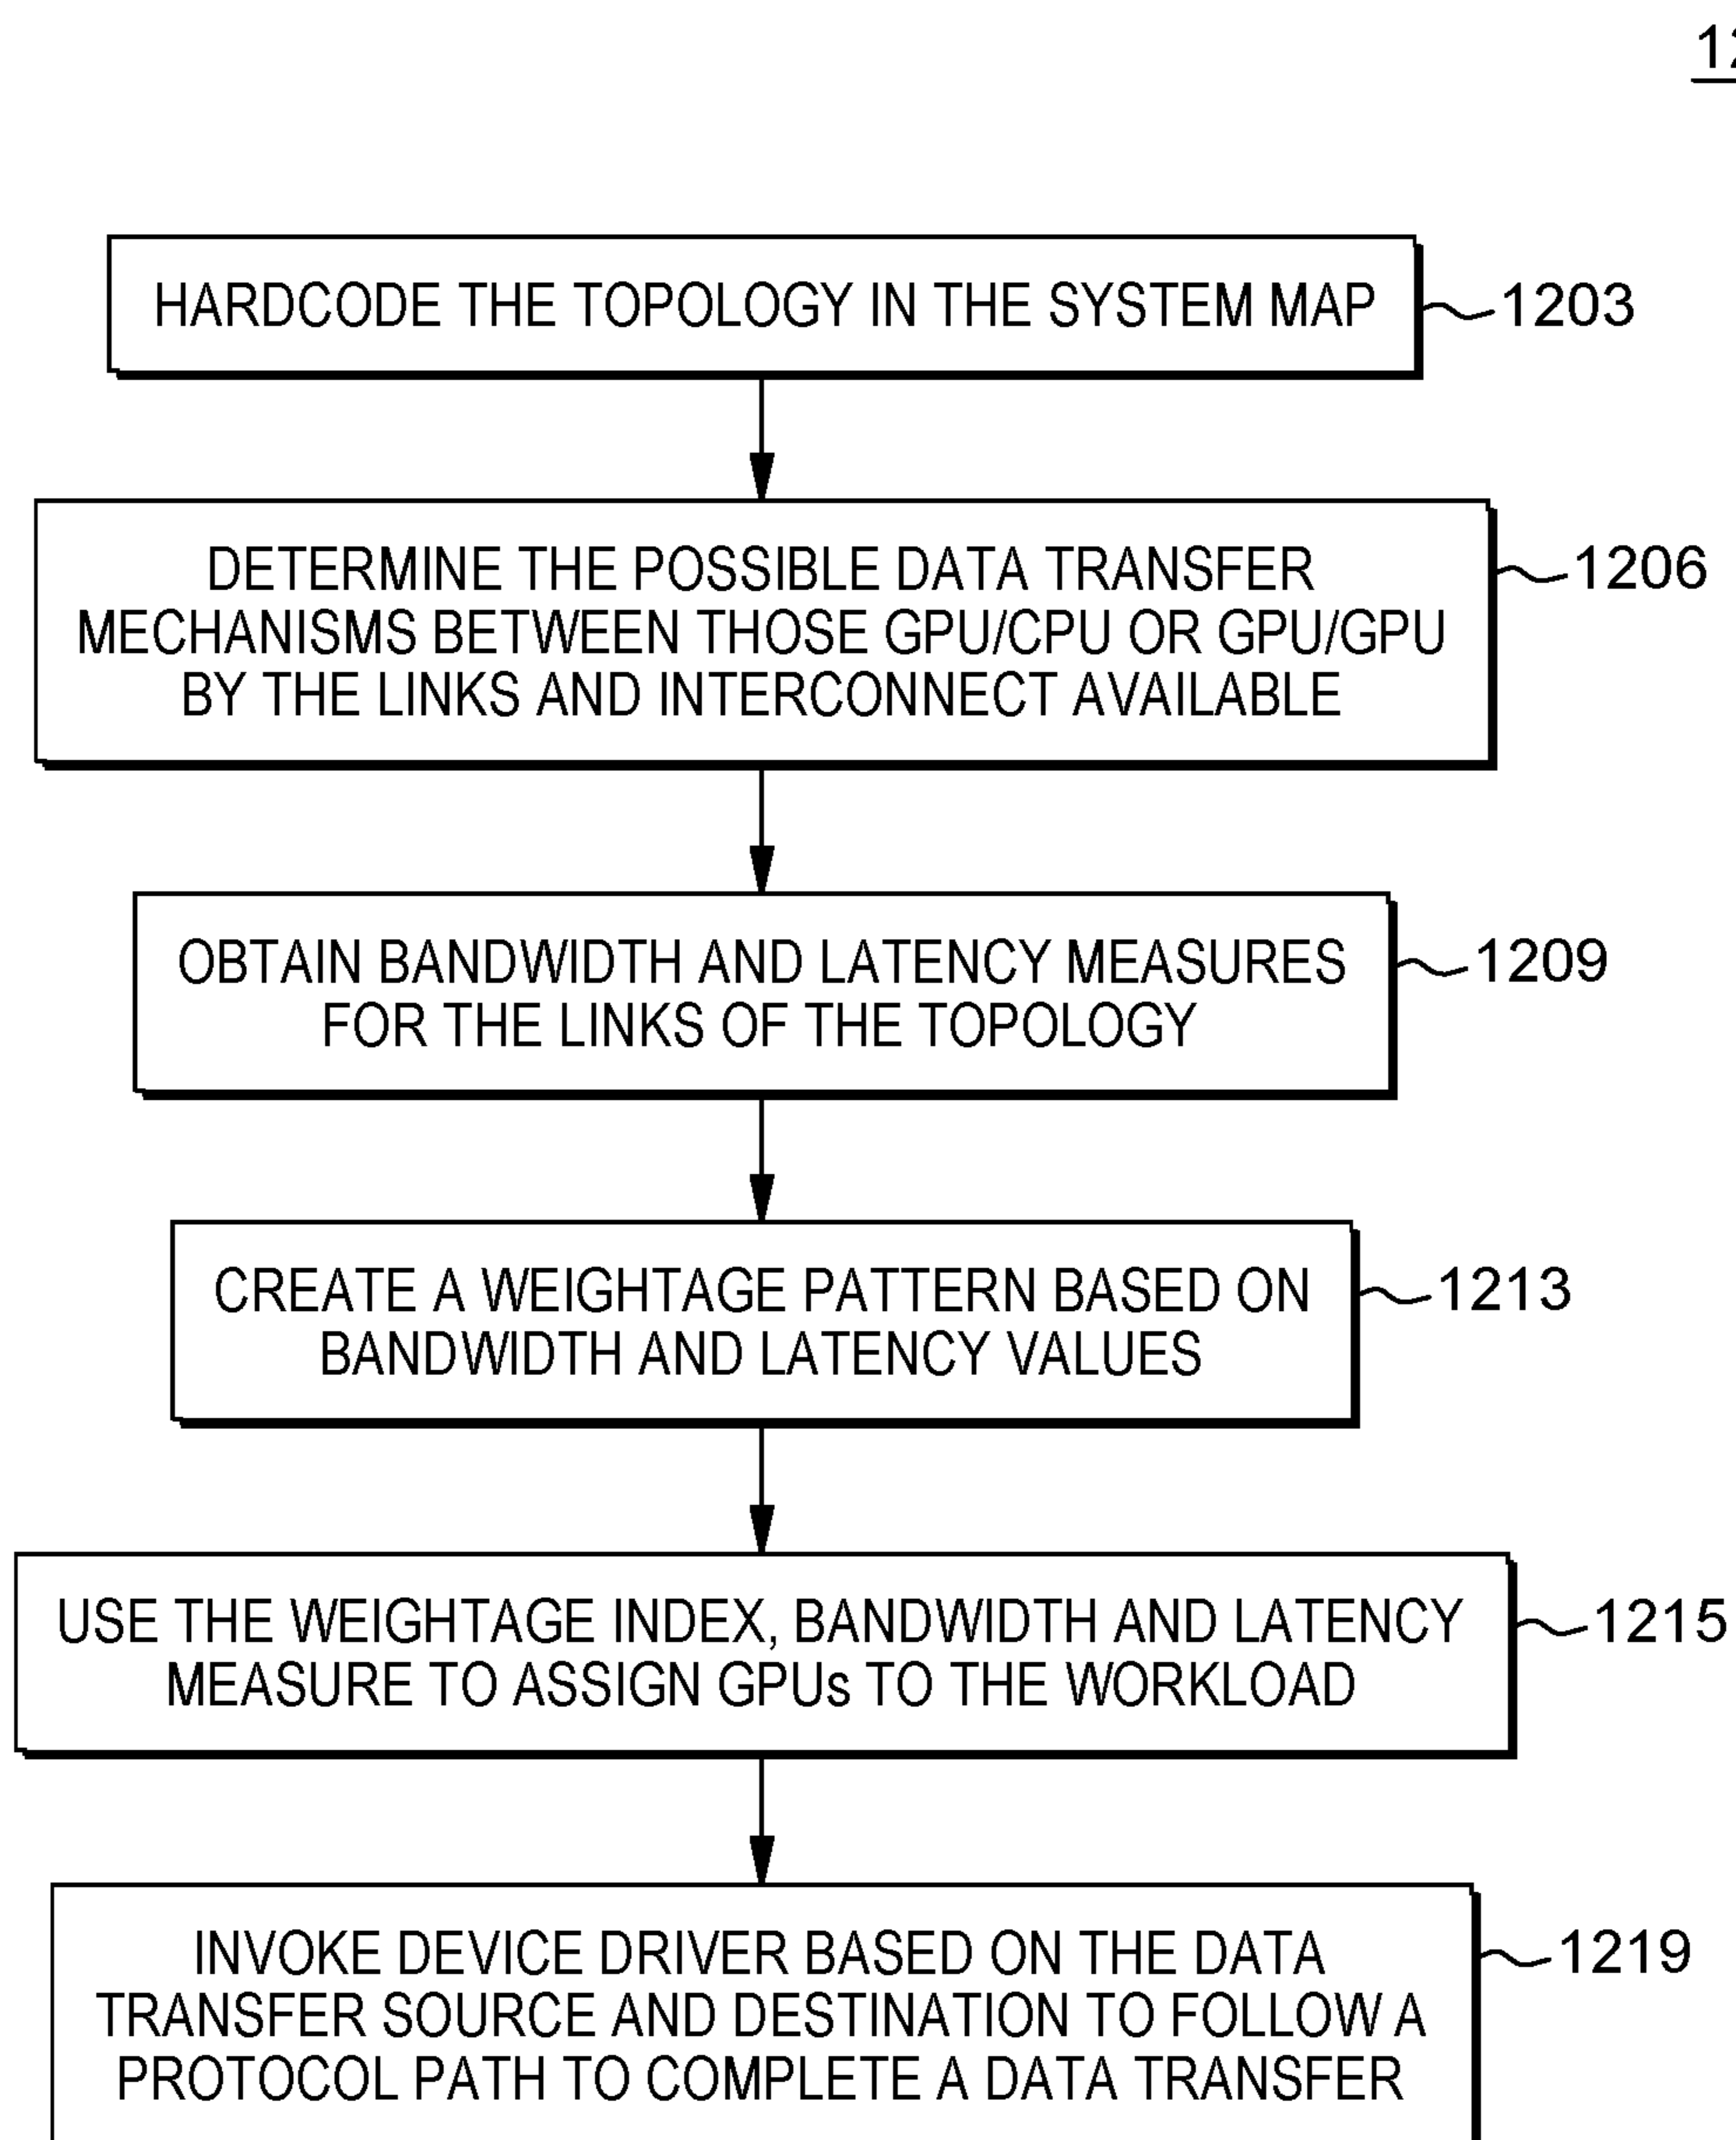 HARDCODE THE TOPOLOGY IN THE SYSTEM MAP
1203
DETERMINE THE POSSIBLE DATA TRANSFER
MECHANISMS BETWEEN THOSE GPU/CPU OR GPU/GPU
BY THE LINKS AND INTERCONNECT AVAILABLE
1206
OBTAIN BANDWIDTH AND LATENCY MEASURES
FOR THE LINKS OF THE TOPOLOGY
1209
CREATE A WEIGHTAGE PATTERN BASED ON
BANDWIDTH AND LATENCY VALUES
1213
USE THE WEIGHTAGE INDEX, BANDWIDTH AND LATENCY
MEASURE TO ASSIGN GPUs TO THE WORKLOAD
1215
INVOKE DEVICE DRIVER BASED ON THE DATA
TRANSFER SOURCE AND DESTINATION TO FOLLOW A
PROTOCOL PATH TO COMPLETE A DATA TRANSFER
1219